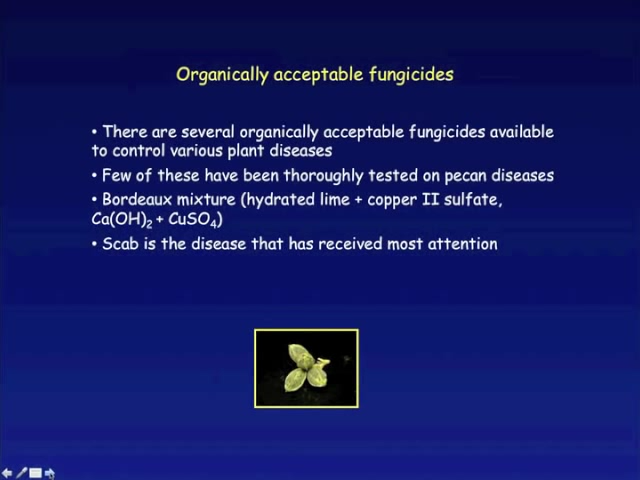 Organically acceptable fungicides
• There are several organically acceptable fungicides available
to control various plant diseases
• Few of these have been thoroughly tested on pecan diseases
• Bordeaux mixture (hydrated lime + copper II sulfate,
Ca(OH)₂ + CuSO₄)
• Scab is the disease that has received most attention